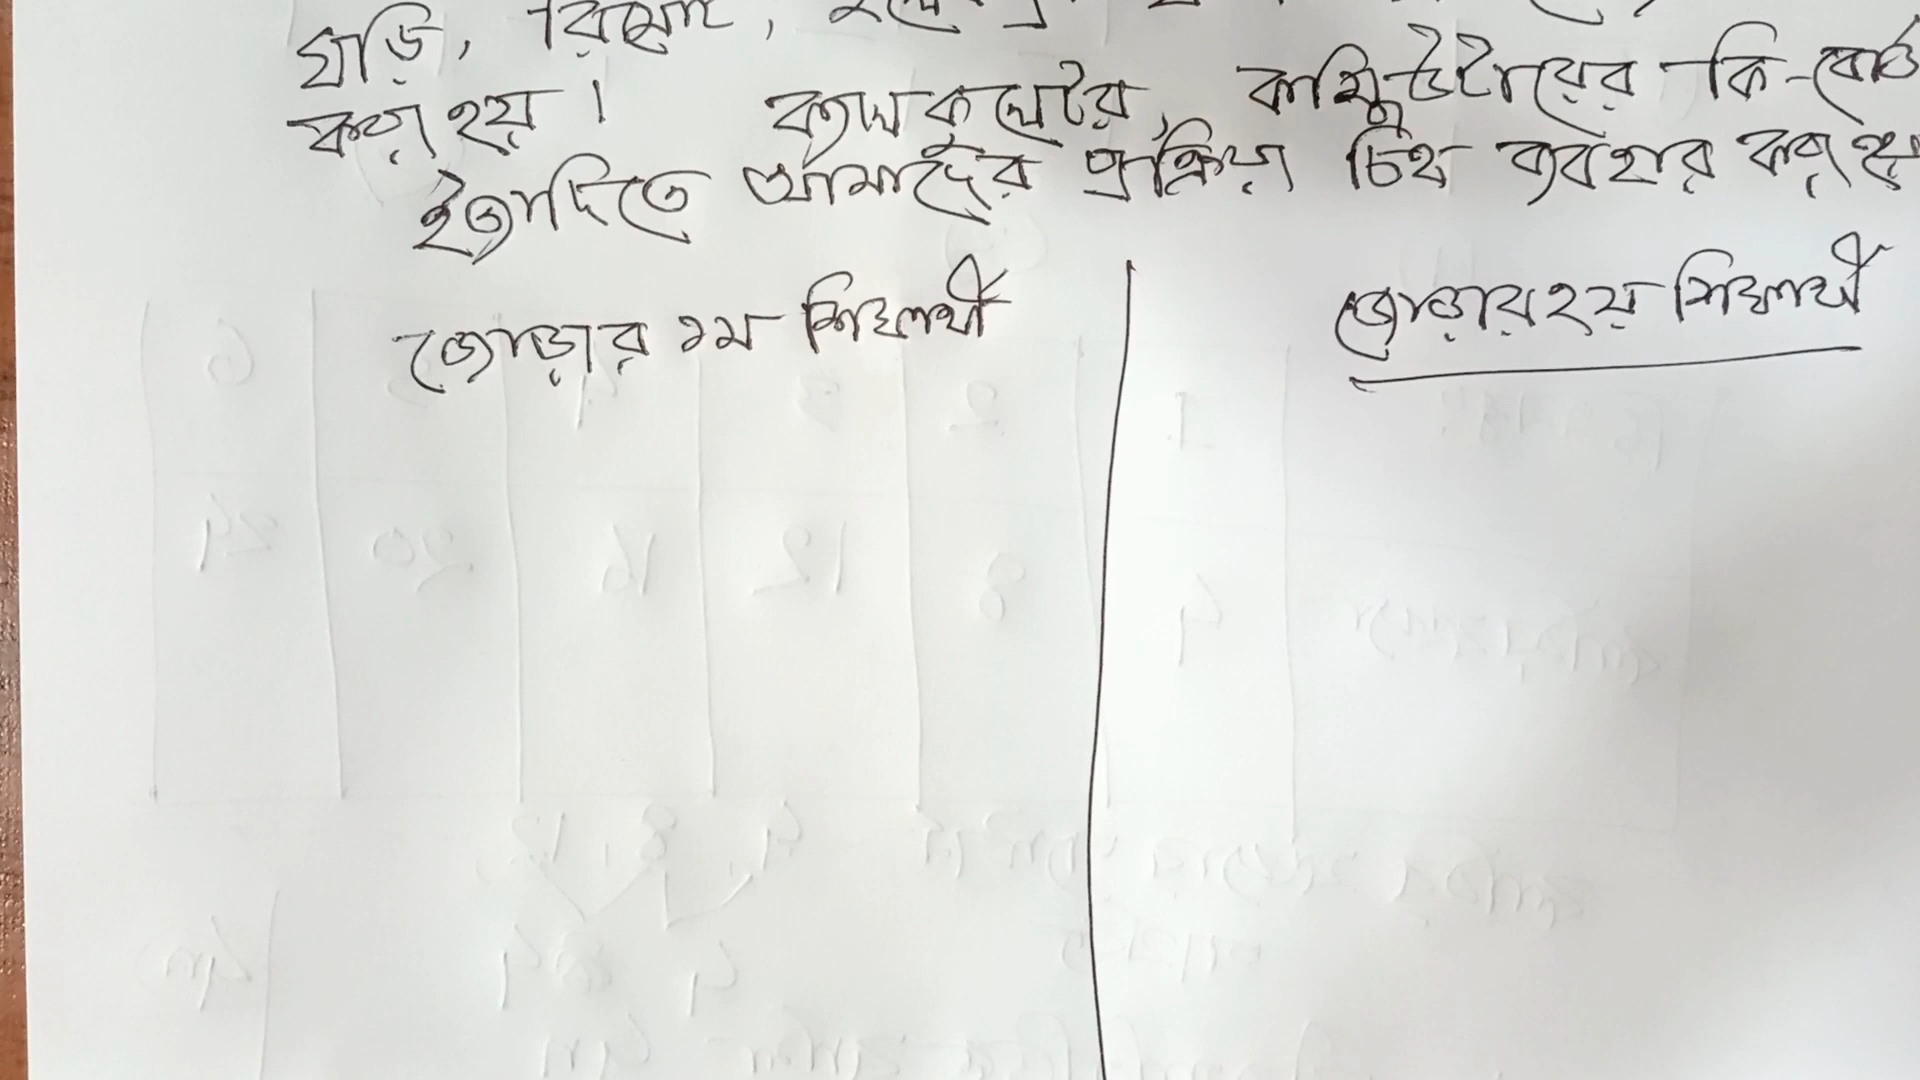 ঘড়ি, রিমোট,
করা হয়। ক্যালকুলেটর, কম্পিউটারের কি-বোর্ড
ইত্যাদিতে আমাদের প্রক্রিয়া চিহ্ন ব্যবহার করা হয়
জোড়ার ১ম শিক্ষার্থী
জোড়ার ২য় শিক্ষার্থী